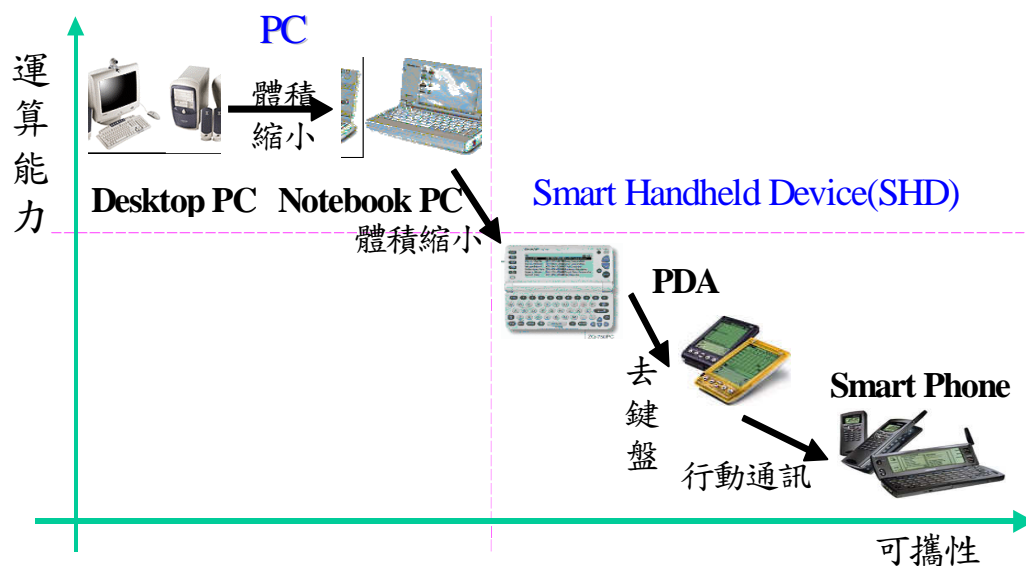 PC
運算能力
體積
縮小
Desktop PC
Notebook PC
體積縮小
Smart Handheld Device(SHD)
PDA
去鍵盤
Smart Phone
行動通訊
可攜性